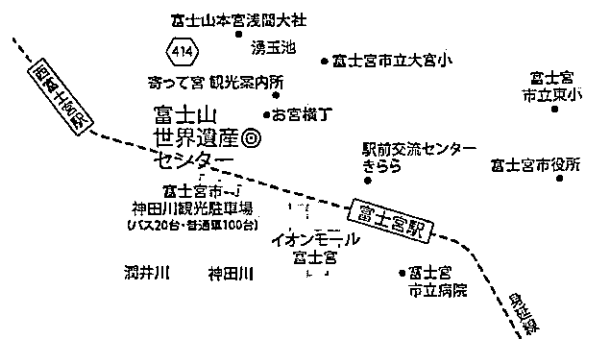 富士山本宮浅間大社
414
湧玉池
富士宮市立大宮小
寄って宮 観光案内所
富士宮
市立東小
西富士宮駅
お宮横丁
富士山
世界遺産
センター
駅前交流センター
きらら
富士宮市役所
富士宮市
神田川観光駐車場
(バス20台・普通車100台)
富士宮駅
イオンモール
富士宮
潤井川
神田川
富士宮
市立病院
身延線